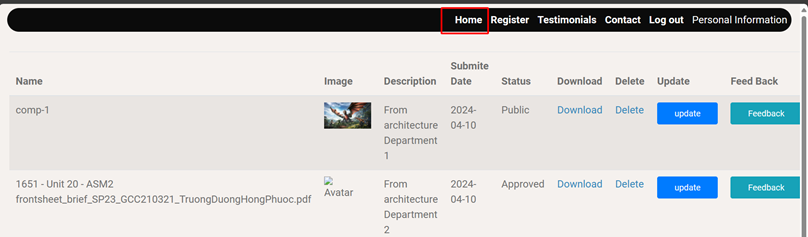 Home Register Testimonials Contact Log out Personal Information
Name Image Description Submite Date Status Download Delete Update Feed Back
comp-1 From architecture Department 1 2024-04-10 Public Download Delete update Feedback
1651 - Unit 20 - ASM2 frontsheet_brief_SP23_GCC210321_TruongDuongHongPhuoc.pdf Avatar From architecture Department 2 2024-04-10 Approved Download Delete update Feedback